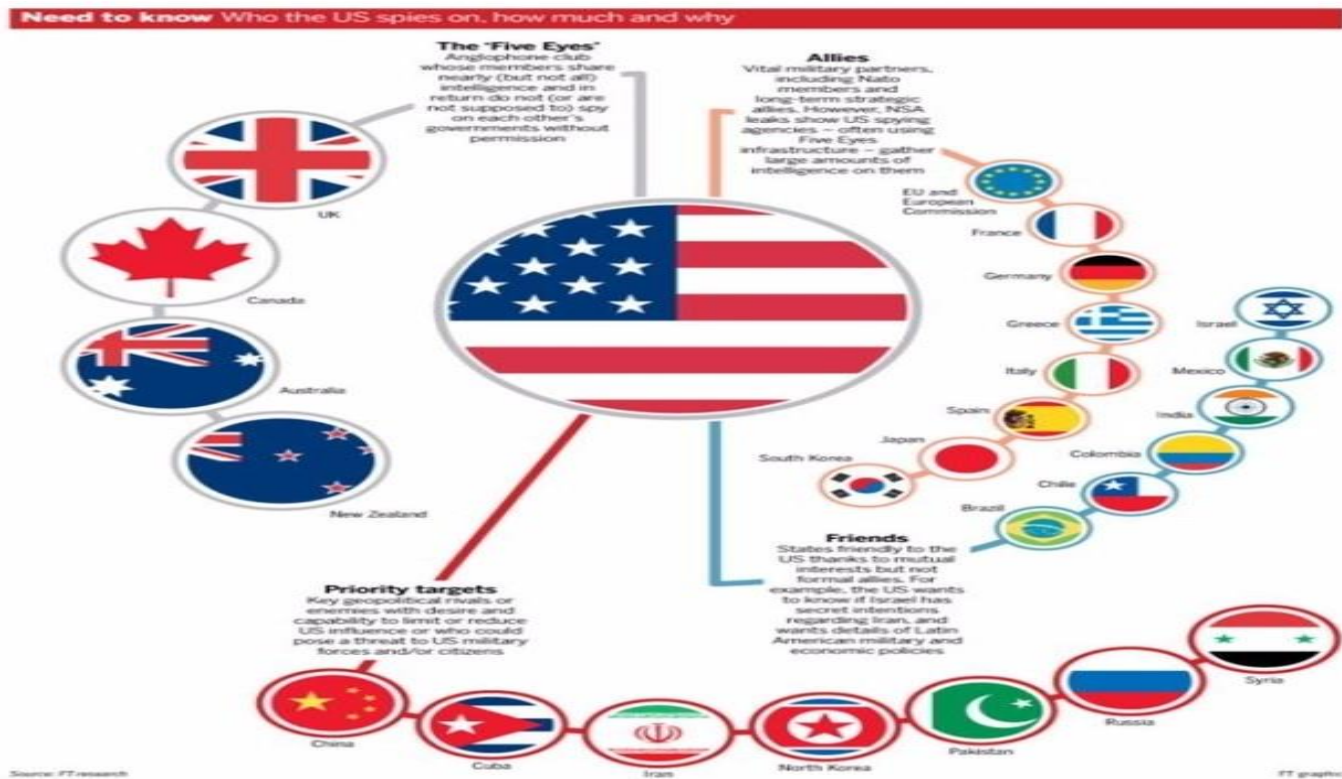 Need to know Who the US spies on, how much and why
The 'Five Eyes'
Anglophone club
whose members share
nearly (but not all)
intelligence and in
return do not (or are
not supposed to) spy
on each other's
governments without
permission
UK
Canada
Australia
New Zealand
Allies
Vital military partners,
including Nato
members and
long-term strategic
allies. However, NSA
leaks show US spying
agencies – often using
Five Eyes
infrastructure – gather
large amounts of
intelligence on them
EU and
European
Commission
France
Germany
Greece
Italy
Spain
Japan
South Korea
Israel
Mexico
India
Colombia
Chile
Brazil
Friends
States friendly to the
US thanks to mutual
interests but not
formal allies. For
example, the US wants
to know if Israel has
secret intentions
regarding Iran, and
wants details of Latin
American military and
economic policies
Priority targets
Key geopolitical rivals or
enemies with desire and
capability to limit or reduce
US influence or who could
pose a threat to US military
forces and/or citizens
China
Cuba
Iran
North Korea
Pakistan
Russia
Syria
Source: FT research
FT graphic